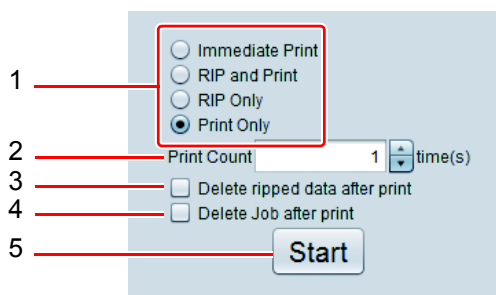 1
Immediate Print
RIP and Print
RIP Only
Print Only
2 Print Count 1 time(s)
3 Delete ripped data after print
4 Delete Job after print
5 Start